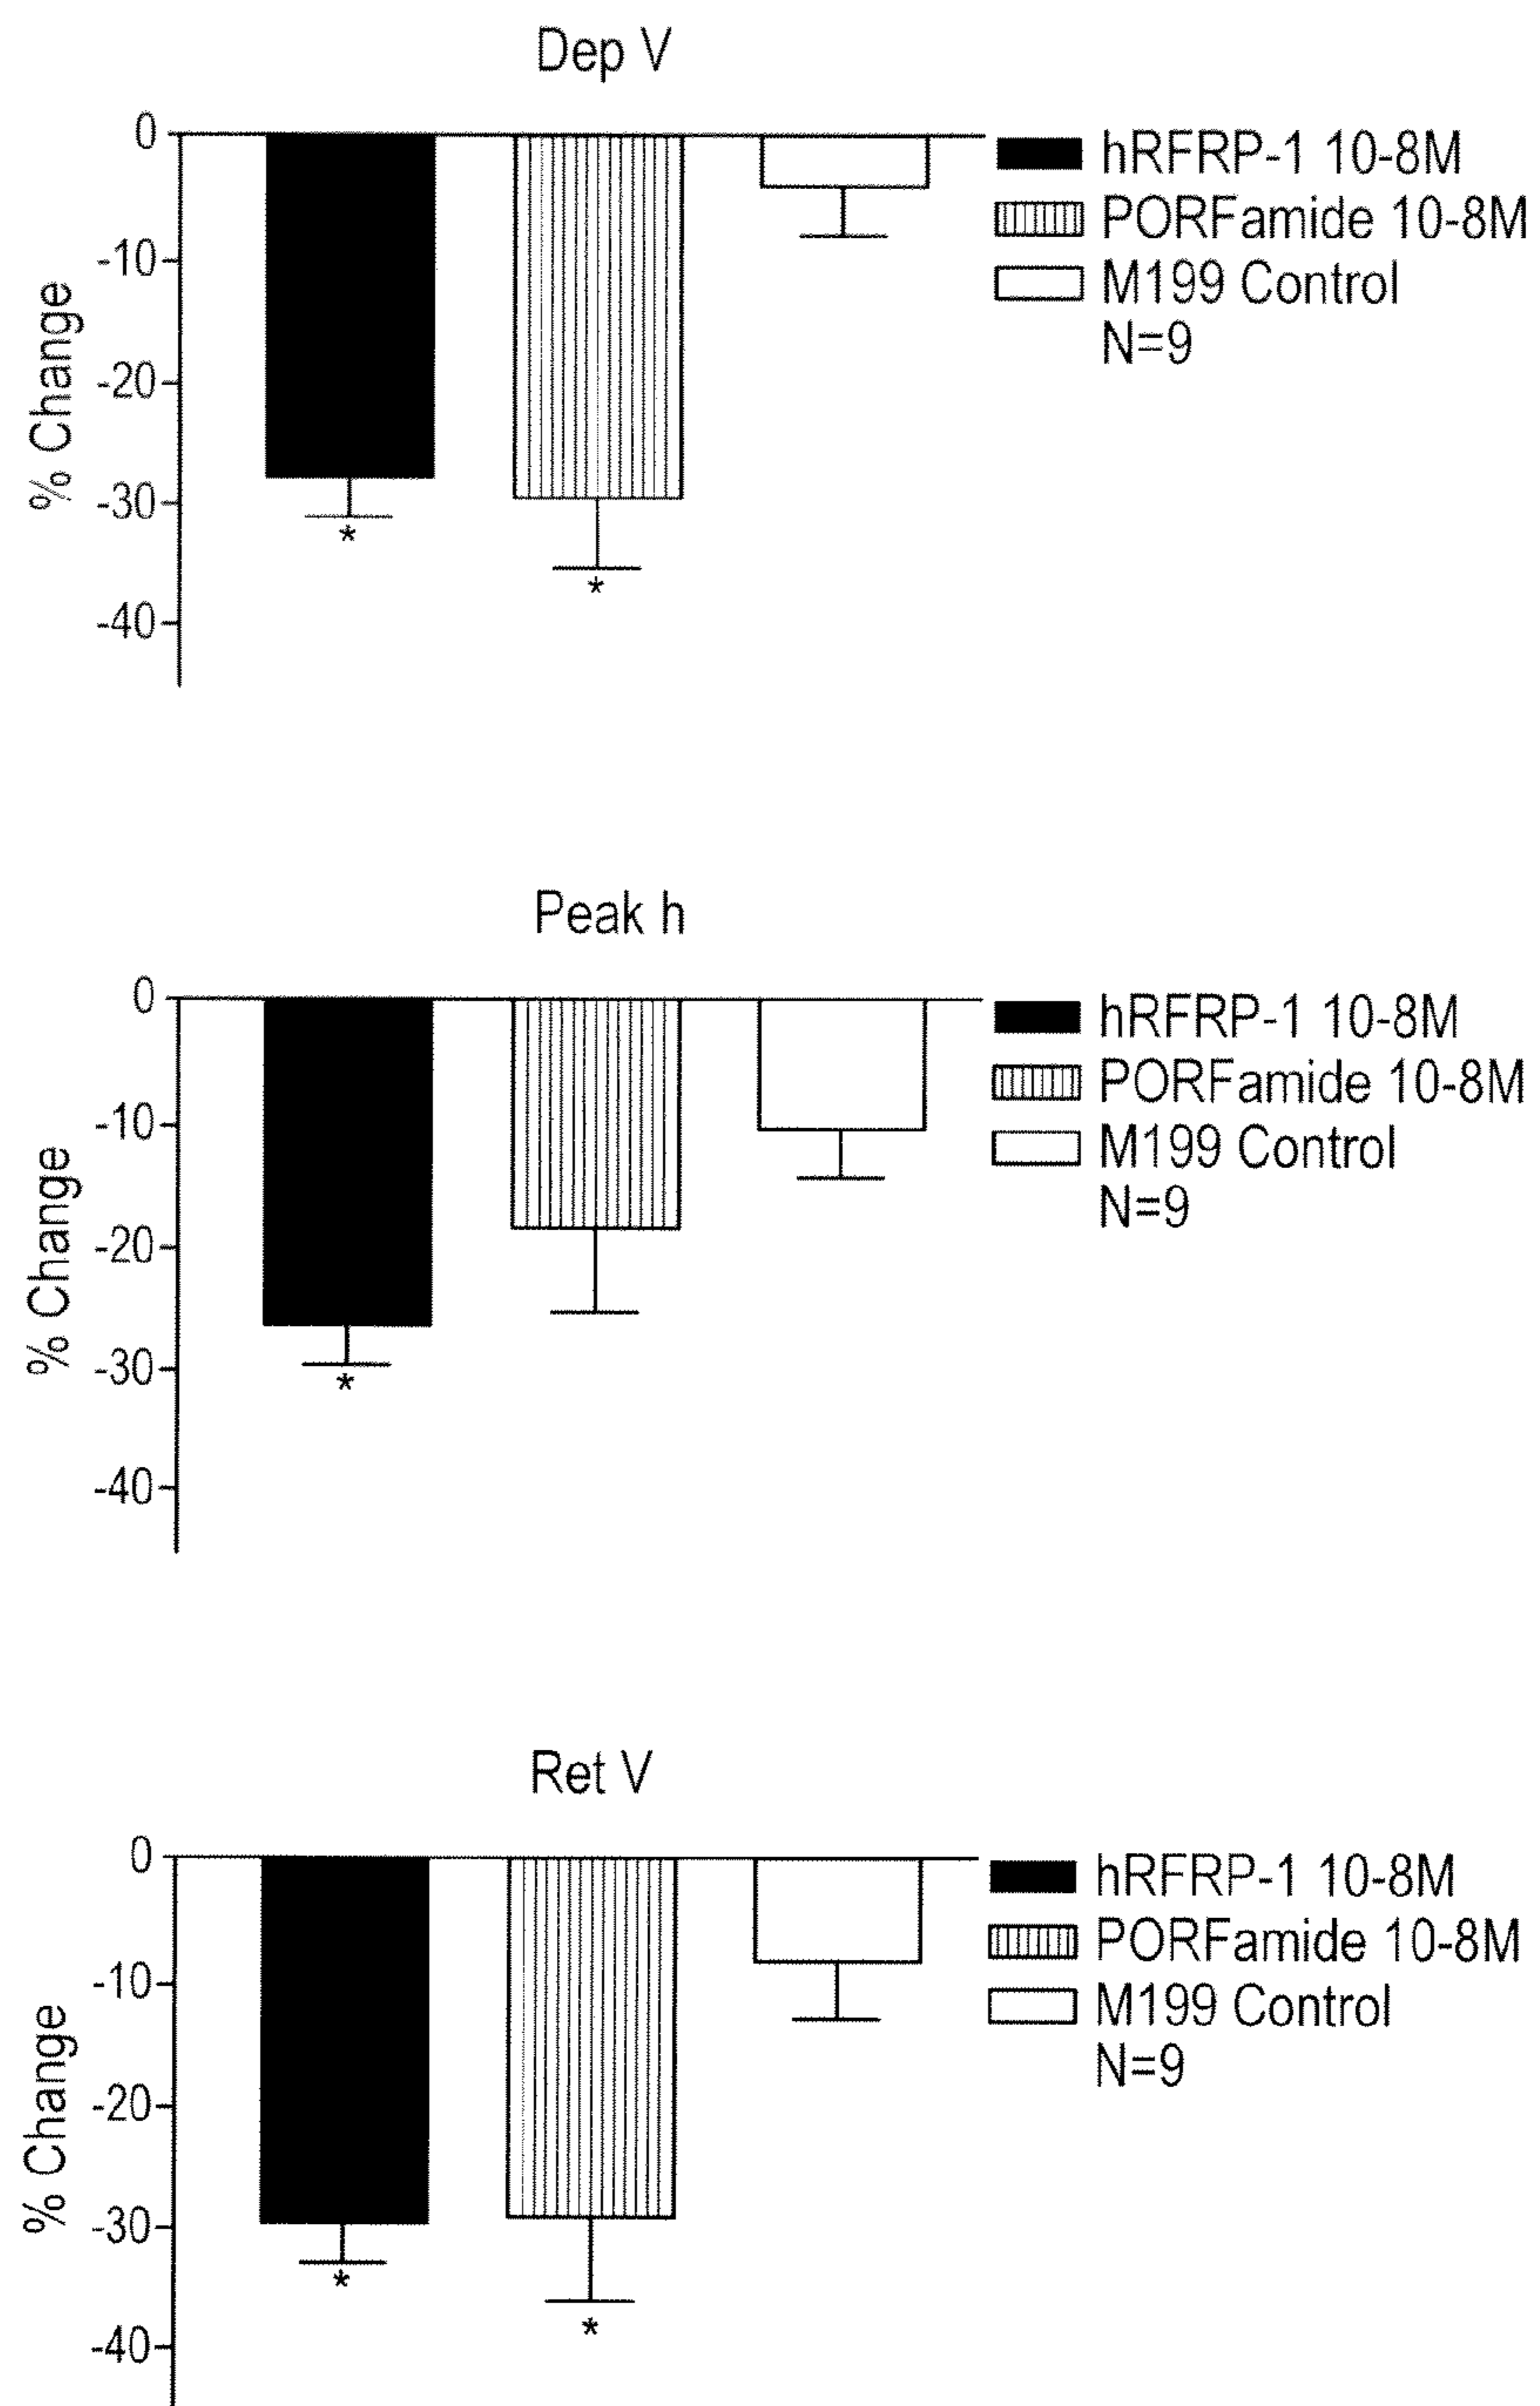 Dep V
0
-10
-20
-30
-40
% Change
*
*
hRFRP-1 10-8M
PORFamide 10-8M
M199 Control
N=9
Peak h
0
-10
-20
-30
-40
% Change
*
hRFRP-1 10-8M
PORFamide 10-8M
M199 Control
N=9
Ret V
0
-10
-20
-30
-40
% Change
*
*
hRFRP-1 10-8M
PORFamide 10-8M
M199 Control
N=9